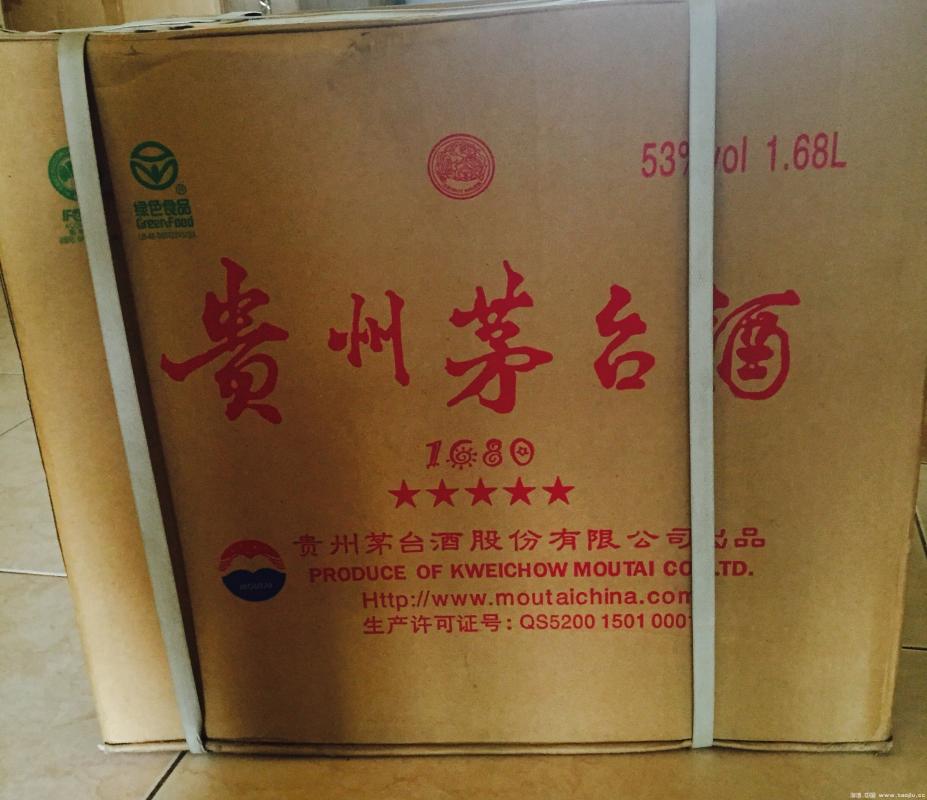 53% vol 1.68L
绿色食品
GreenFood
贵州茅台酒
1680
贵州茅台酒股份有限公司出品
PRODUCE OF KWEICHOW MOUTAI CO.,LTD.
Http://www.moutaichina.com
生产许可证号: QS5200 1501 0001
MOUTAI